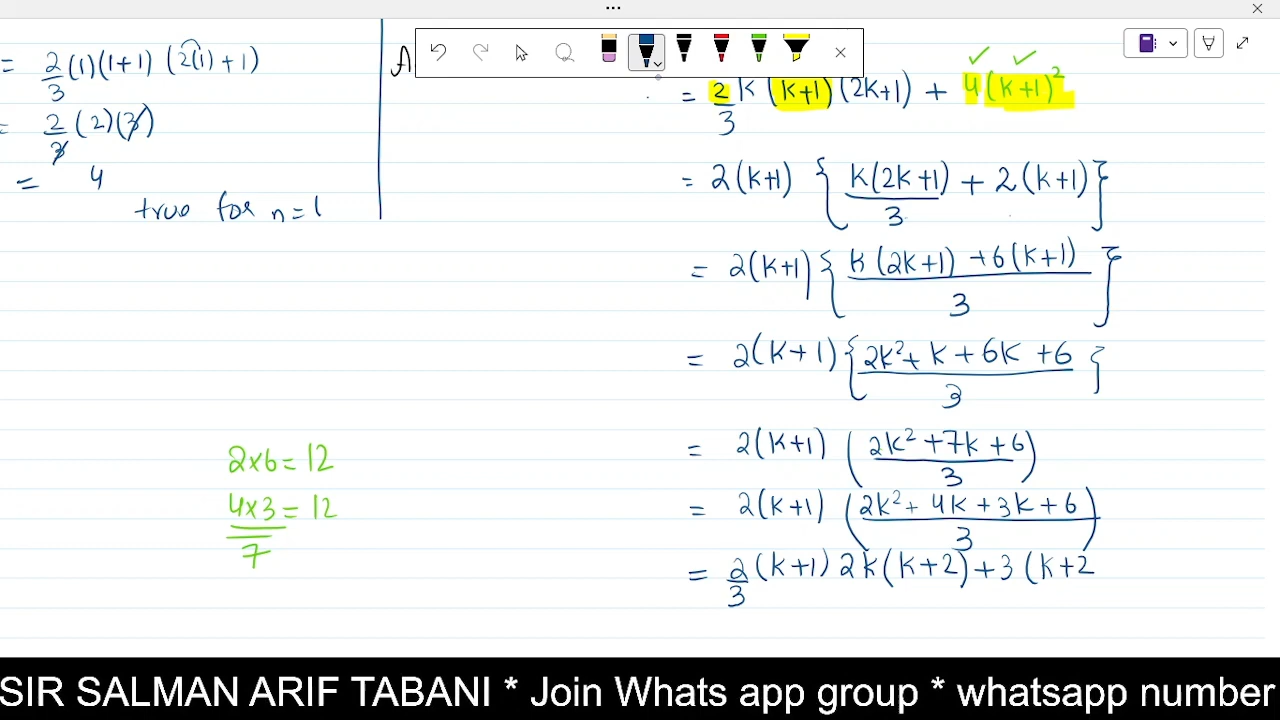 = 2/3 (1)(1+1) (2(1)+1)
= 2/3 (2)(3)
= 4
true for n=1
2x6=12
4x3=12
7
A
= 2/3 k (k+1)(2k+1) + 4(k+1)²
= 2(k+1) { k(2k+1)/3 + 2(k+1) }
= 2(k+1) { k(2k+1)+6(k+1) / 3 }
= 2(k+1) { 2k²+k+6k+6 / 3 }
= 2(k+1) ( 2k²+7k+6 / 3 )
= 2(k+1) ( 2k²+4k+3k+6 / 3 )
= 2/3 (k+1) 2k(k+2)+3(k+2
SIR SALMAN ARIF TABANI * Join Whats app group * whatsapp number